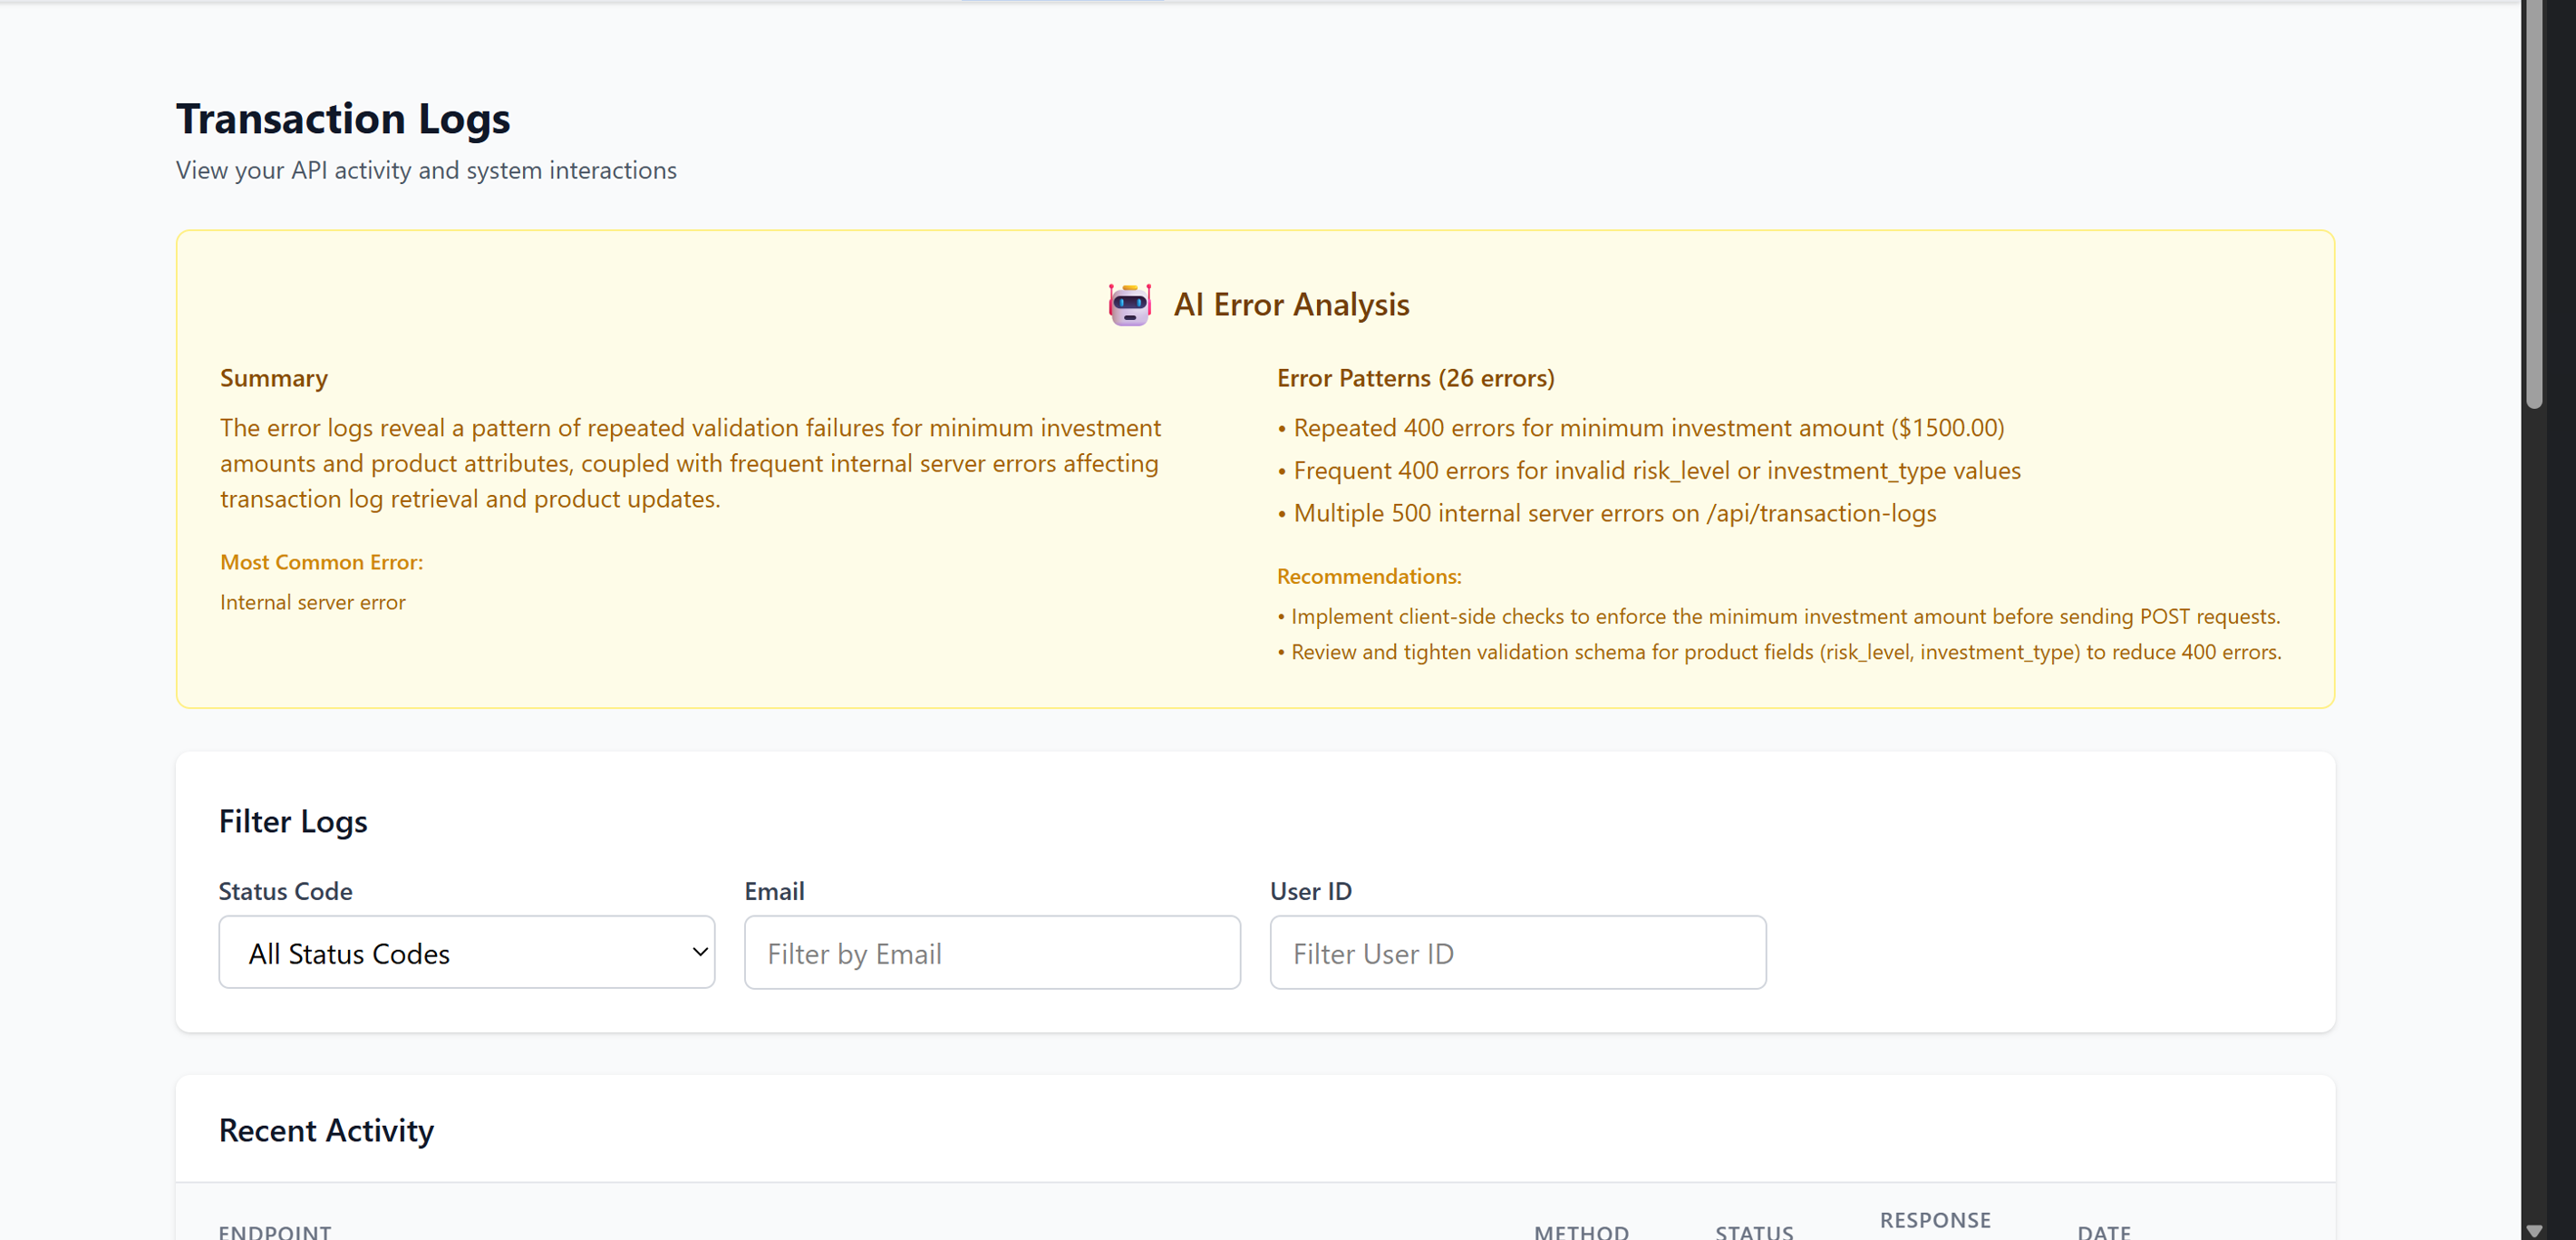 Transaction Logs
View your API activity and system interactions
AI Error Analysis
Summary
The error logs reveal a pattern of repeated validation failures for minimum investment
amounts and product attributes, coupled with frequent internal server errors affecting
transaction log retrieval and product updates.
Most Common Error:
Internal server error
Error Patterns (26 errors)
• Repeated 400 errors for minimum investment amount ($1500.00)
• Frequent 400 errors for invalid risk_level or investment_type values
• Multiple 500 internal server errors on /api/transaction-logs
Recommendations:
• Implement client-side checks to enforce the minimum investment amount before sending POST requests.
• Review and tighten validation schema for product fields (risk_level, investment_type) to reduce 400 errors.
Filter Logs
Status Code
All Status Codes
Email
Filter by Email
User ID
Filter User ID
Recent Activity
ENDPOINT
METHOD
STATUS
RESPONSE
DATE